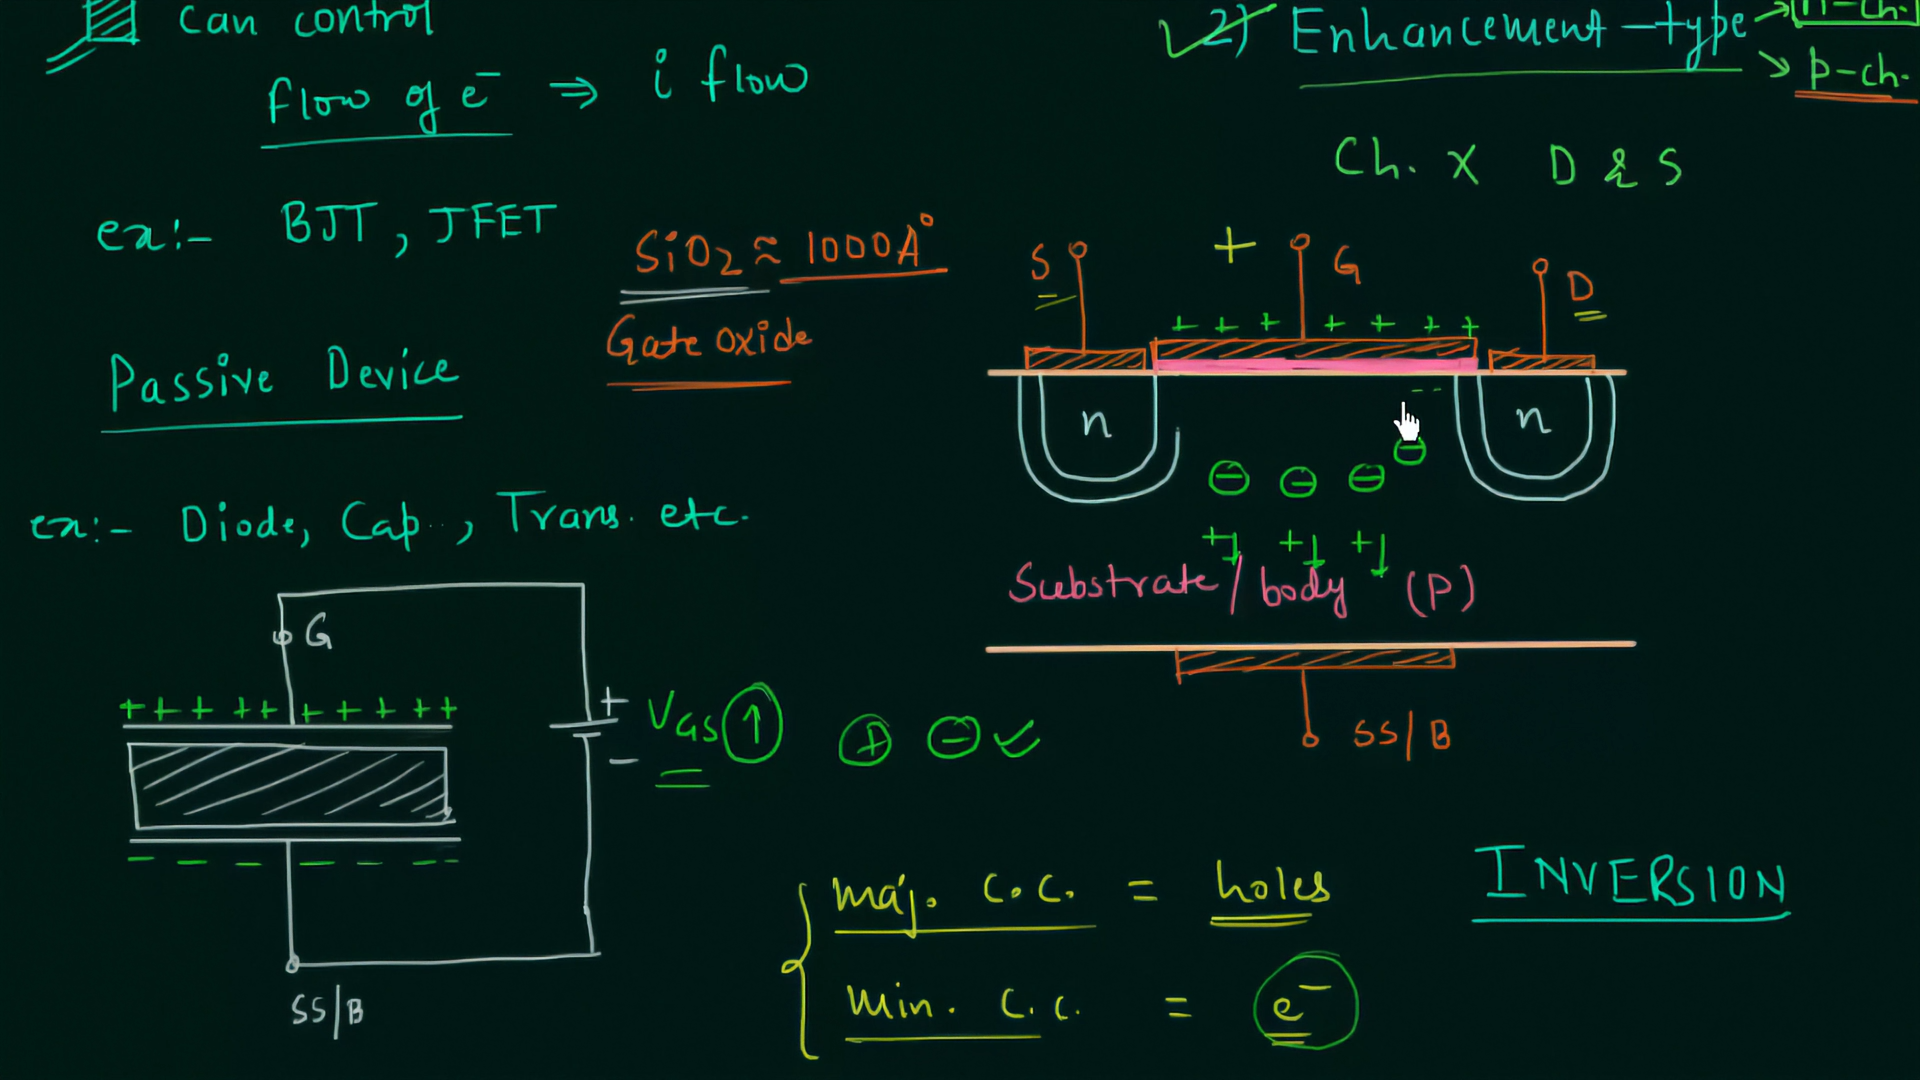 can control
flow of e⁻ ⇒ i flow
ex:- BJT, JFET
SiO2 ≈ 1000A°
Gate oxide
Passive Device
ex:- Diode, Cap., Trans. etc.
G
+ + + + + + + + + +
+
VGS ↑ + - ✓
-
- - - - - - -
SS/B
2) Enhancement-type → n-ch.
→ p-ch.
Ch. X D & S
S + G D
+ + + + + + +
n n
- - - -
+↓ +↓ +↓
Substrate/body (P)
SS/B
maj. c.c. = holes
min. c.c. = e⁻
INVERSION